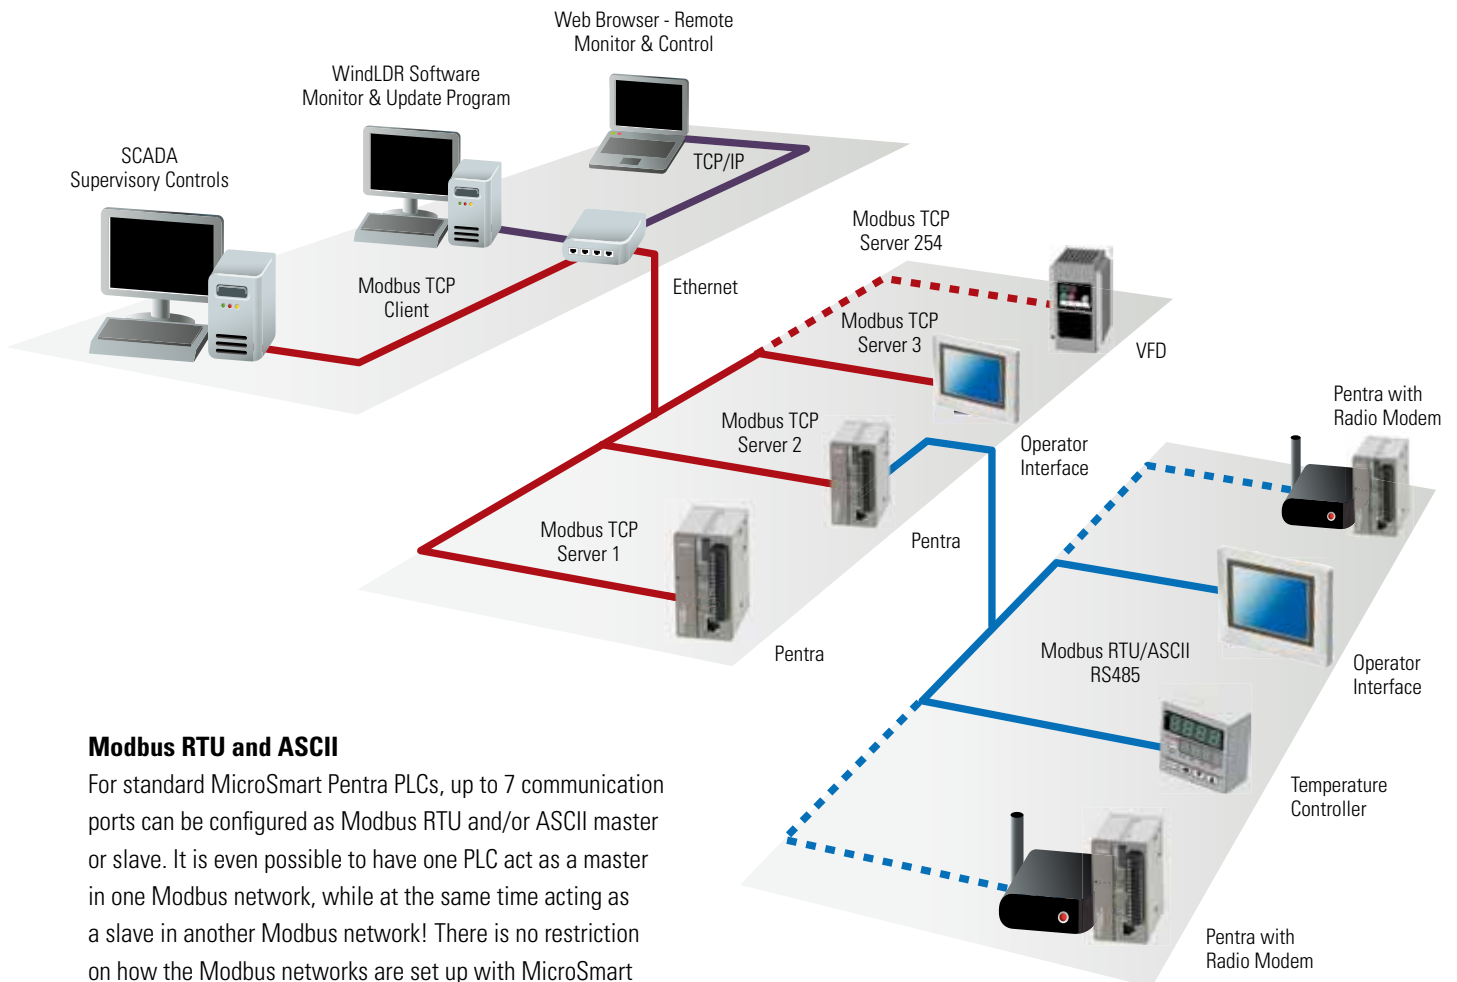 Web Browser - Remote
Monitor & Control
WindLDR Software
Monitor & Update Program
SCADA
Supervisory Controls
TCP/IP
Modbus TCP
Client
Ethernet
Modbus TCP
Server 254
Modbus TCP
Server 3
VFD
Modbus TCP
Server 2
Operator
Interface
Pentra with
Radio Modem
Modbus TCP
Server 1
Pentra
Pentra
Modbus RTU/ASCII
RS485
Operator
Interface
Temperature
Controller
Pentra with
Radio Modem
Modbus RTU and ASCII
For standard MicroSmart Pentra PLCs, up to 7 communication
ports can be configured as Modbus RTU and/or ASCII master
or slave. It is even possible to have one PLC act as a master
in one Modbus network, while at the same time acting as
a slave in another Modbus network! There is no restriction
on how the Modbus networks are set up with MicroSmart